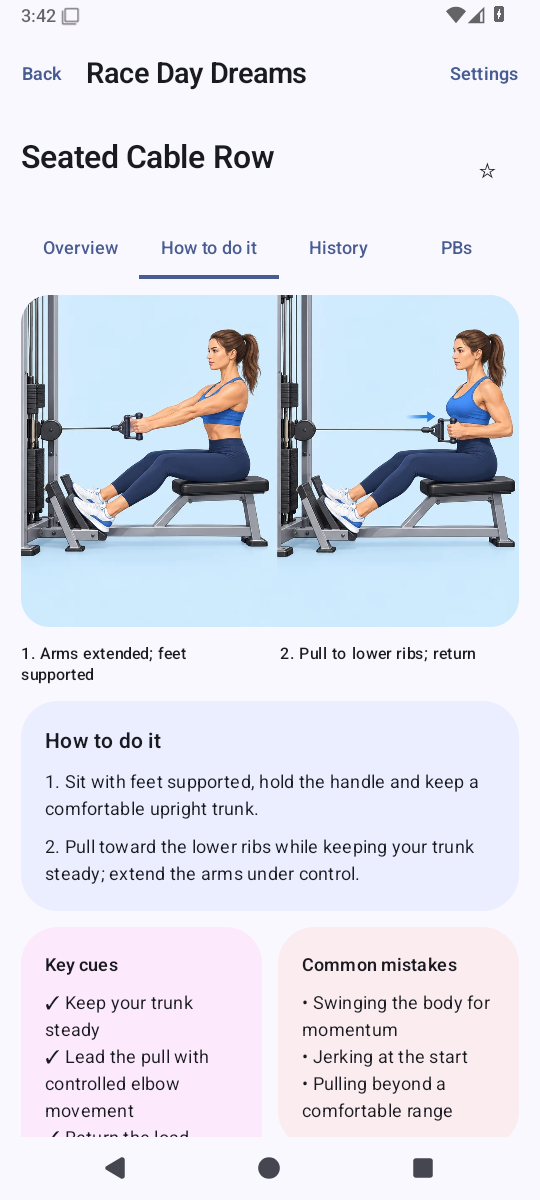 3:42
Back Race Day Dreams Settings
Seated Cable Row
☆
Overview How to do it History PBs
1. Arms extended; feet
supported
2. Pull to lower ribs; return
How to do it
1. Sit with feet supported, hold the handle and keep a
comfortable upright trunk.
2. Pull toward the lower ribs while keeping your trunk
steady; extend the arms under control.
Key cues
✓ Keep your trunk
steady
✓ Lead the pull with
controlled elbow
movement
✓ Return the load
Common mistakes
• Swinging the body for
momentum
• Jerking at the start
• Pulling beyond a
comfortable range